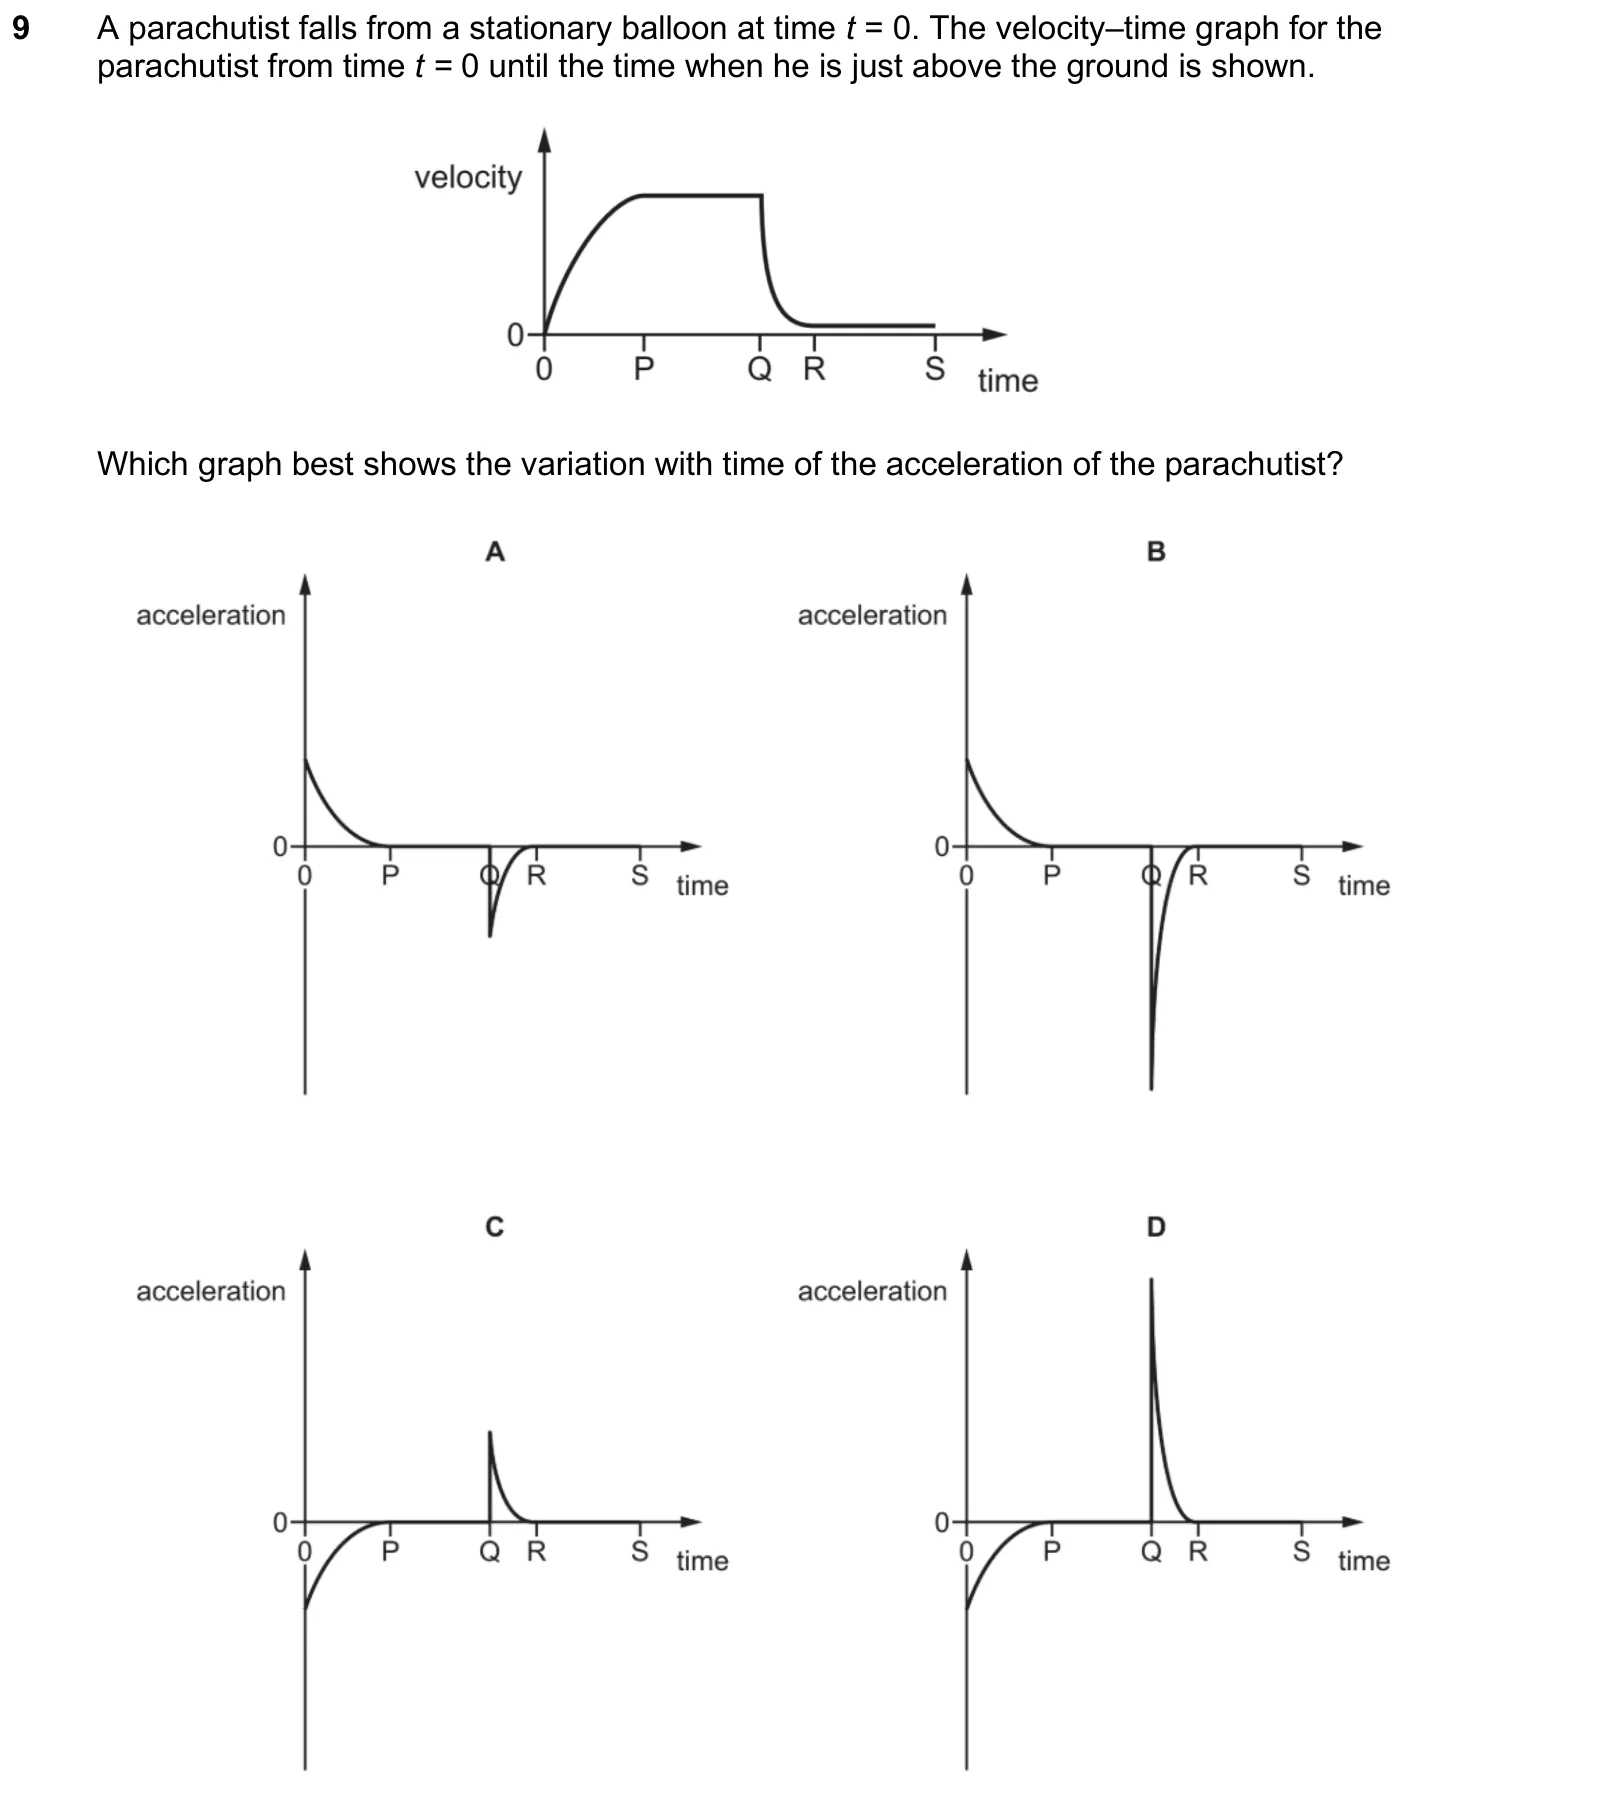 9 A parachutist falls from a stationary balloon at time t = 0. The velocity–time graph for the
parachutist from time t = 0 until the time when he is just above the ground is shown.
velocity
0
0 P Q R S time
Which graph best shows the variation with time of the acceleration of the parachutist?
A
acceleration
0
0 P Q R S time
B
acceleration
0
0 P Q R S time
C
acceleration
0
0 P Q R S time
D
acceleration
0
0 P Q R S time